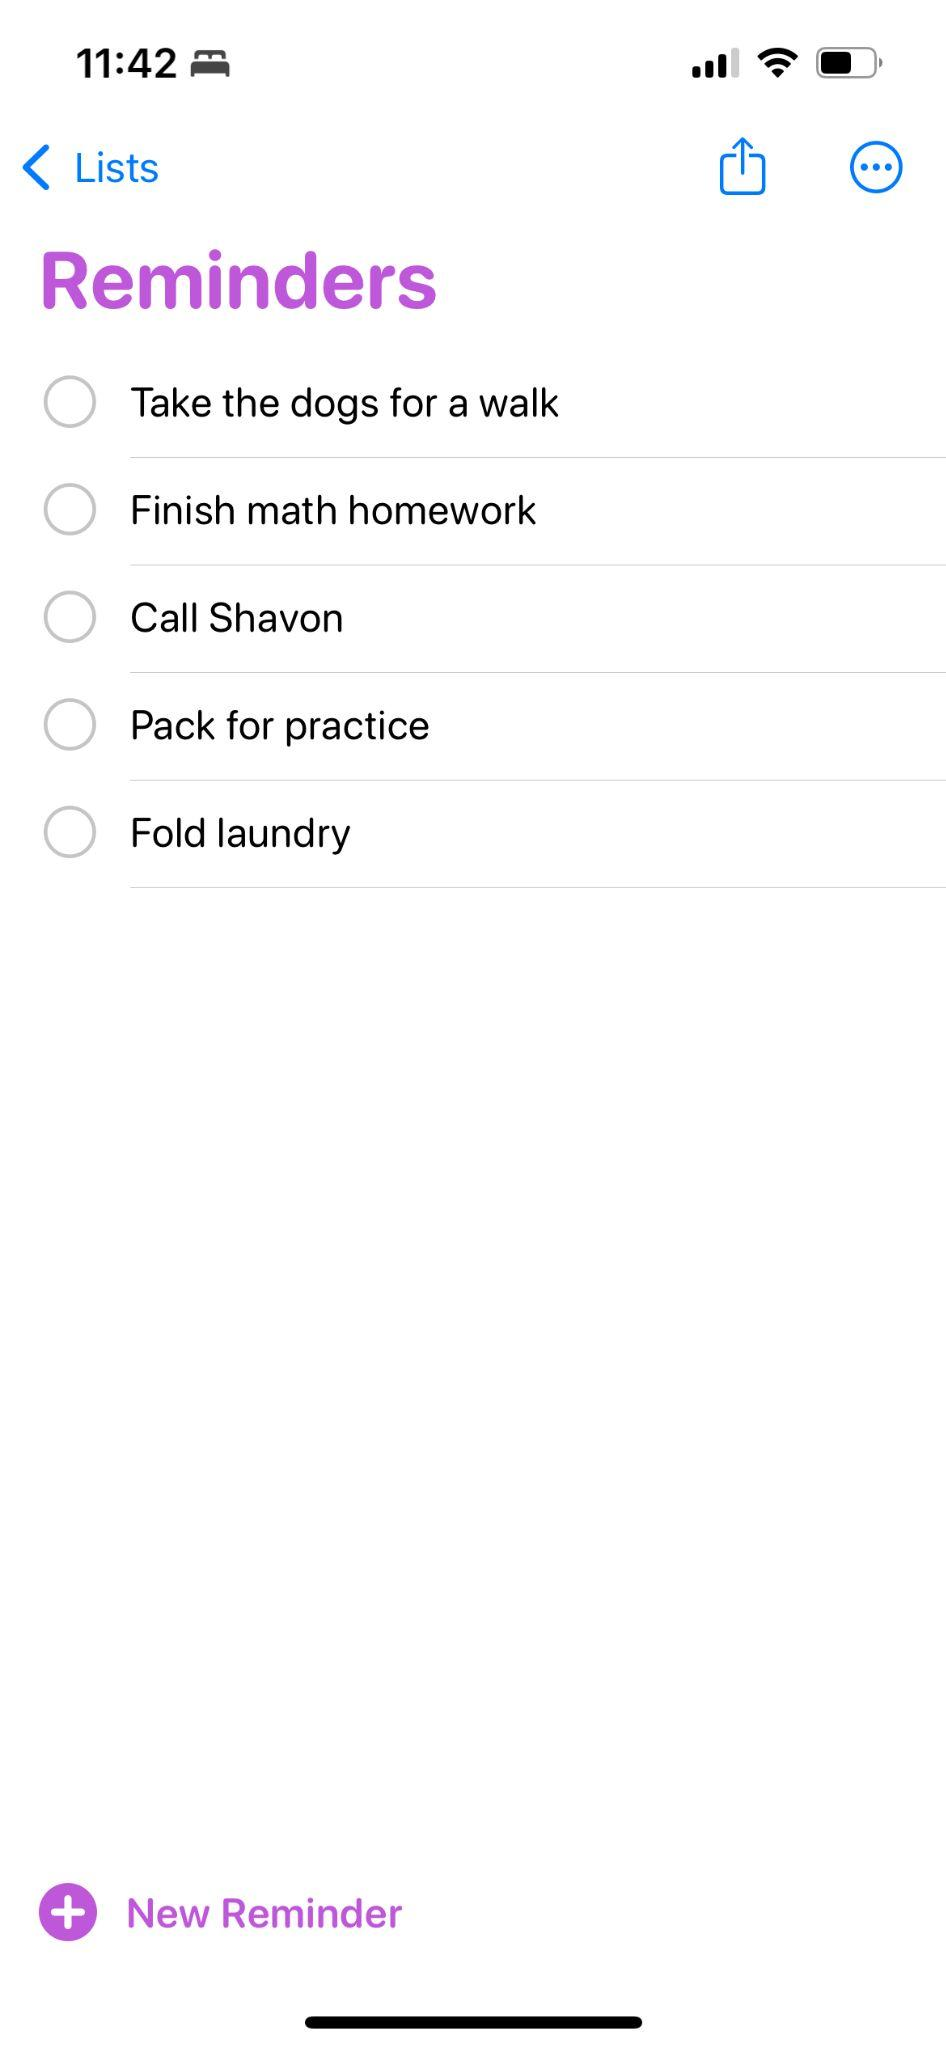 11:42
Lists
Reminders
Take the dogs for a walk
Finish math homework
Call Shavon
Pack for practice
Fold laundry
New Reminder